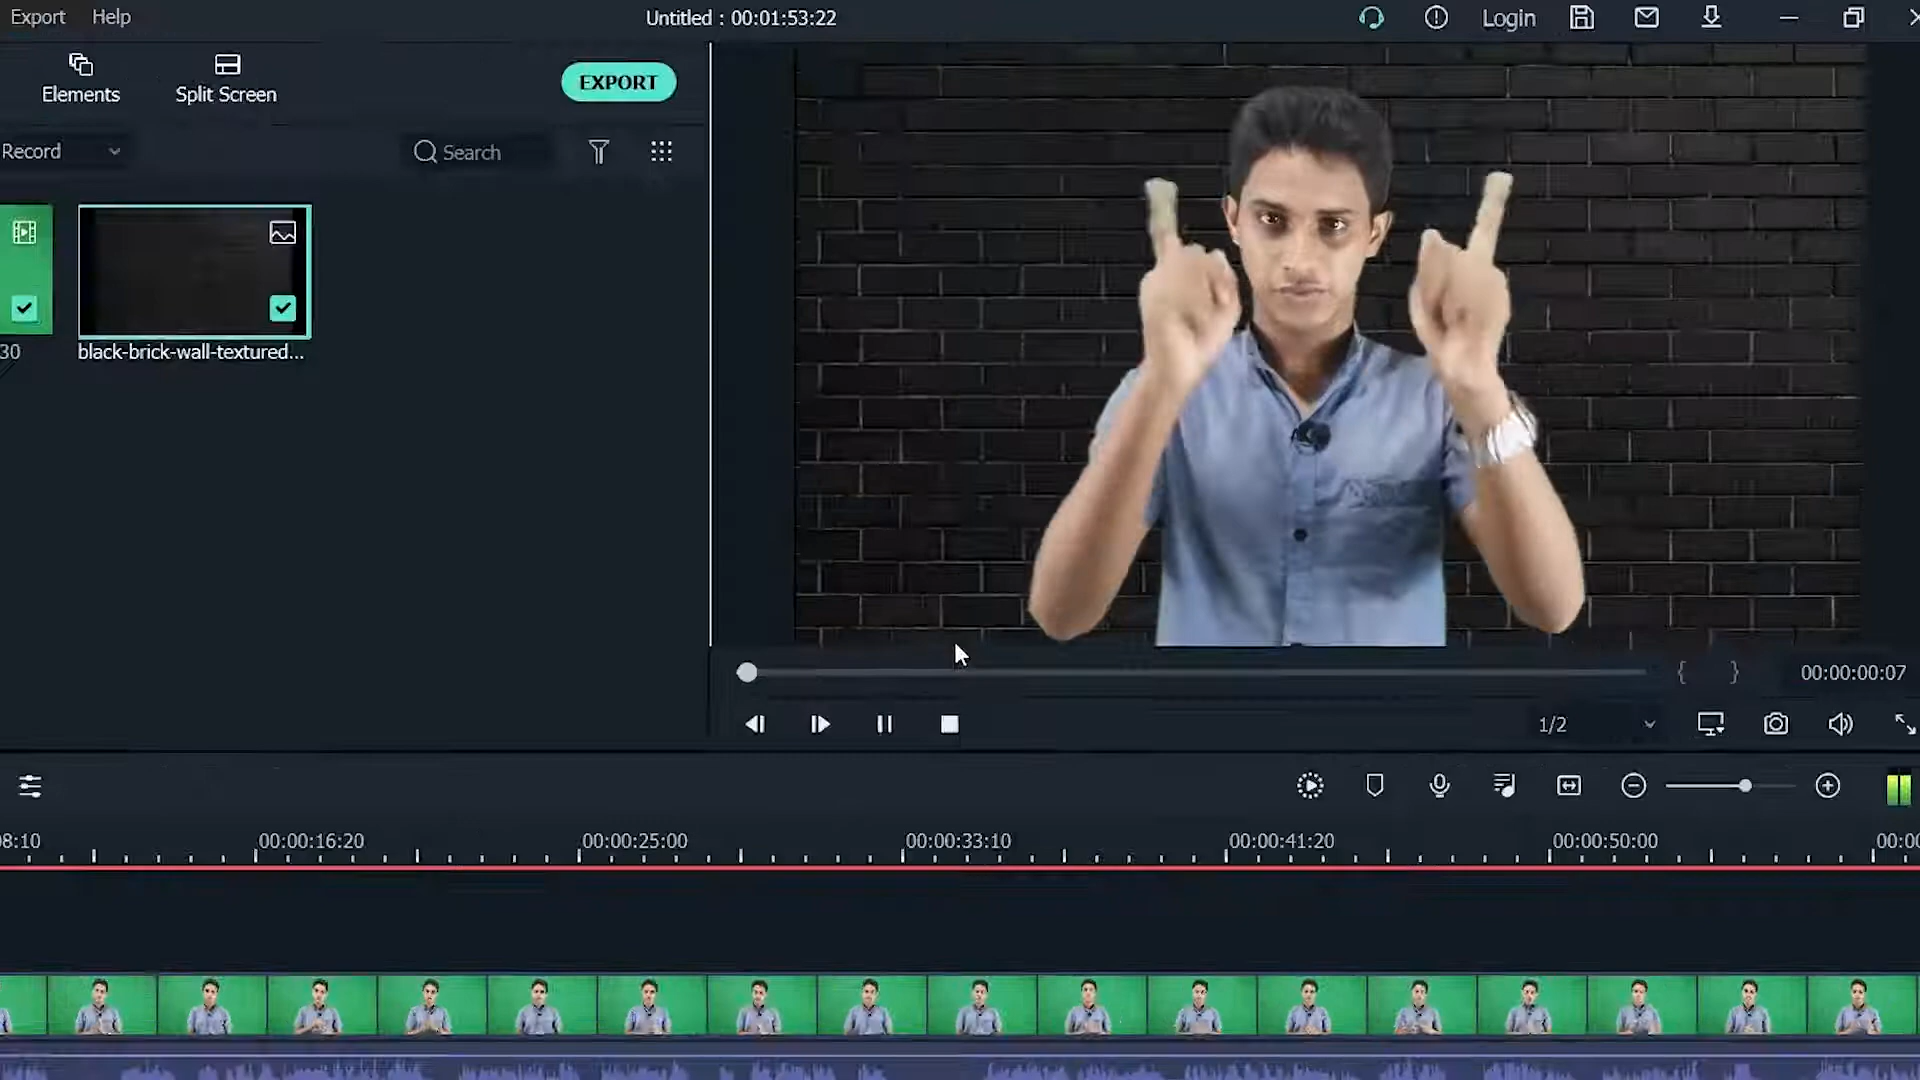 Export Help Untitled : 00:01:53:22 Login
Elements Split Screen EXPORT
Record Search
30 black-brick-wall-textured...
00:00:00:07
1/2
08:10 00:00:16:20 00:00:25:00 00:00:33:10 00:00:41:20 00:00:50:00 00:00